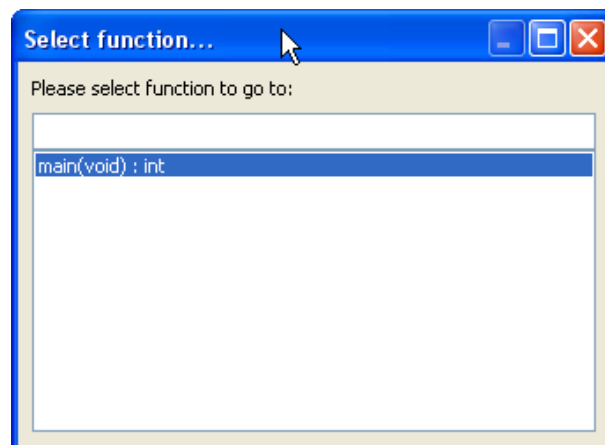 Select function...
Please select function to go to:
main(void) : int